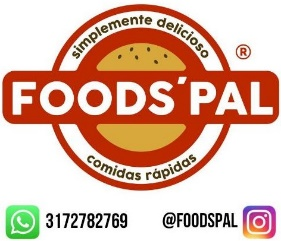 simplemente delicioso
®
FOODS´PAL
comidas rápidas
3172782769 @FOODSPAL